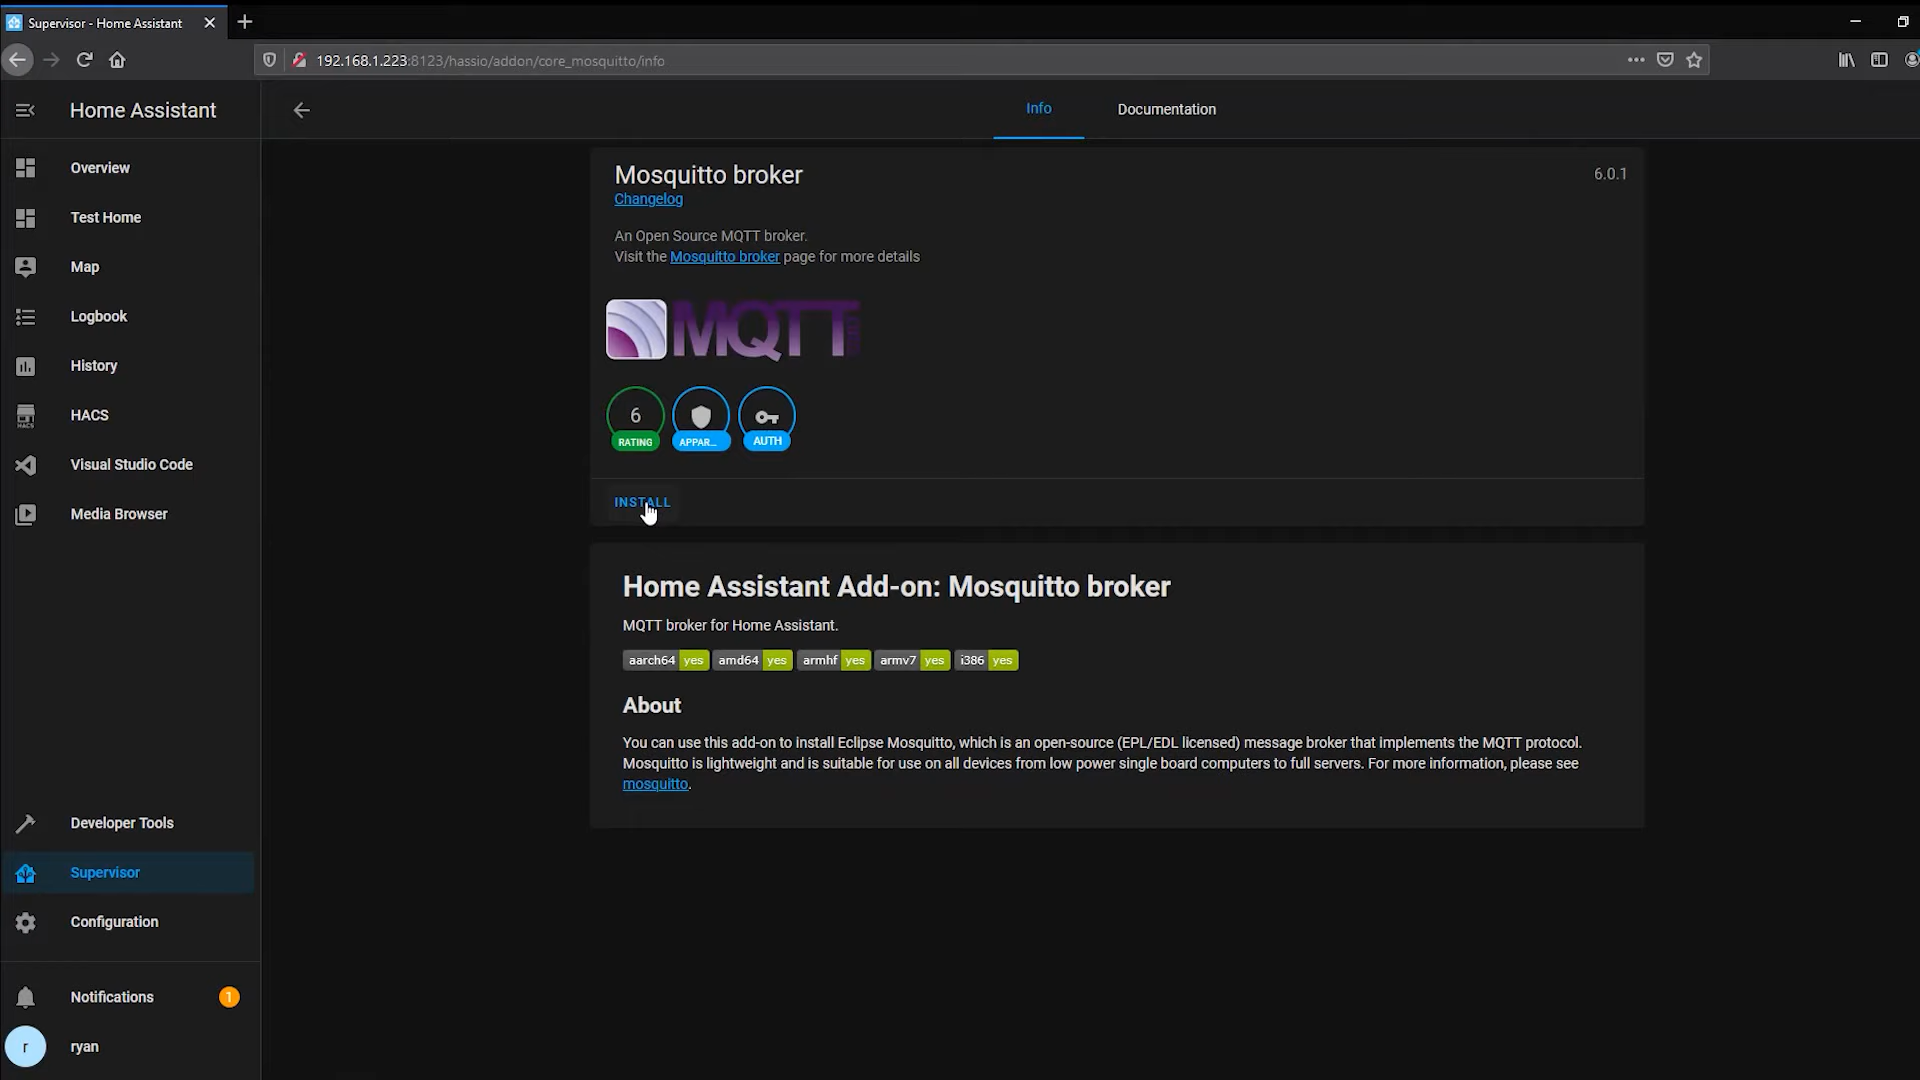 Supervisor - Home Assistant
192.168.1.223:8123/hassio/addon/core_mosquitto/info
Home Assistant
Info
Documentation
Overview
Test Home
Map
Logbook
History
HACS
HACS
Visual Studio Code
Media Browser
Developer Tools
Supervisor
Configuration
Notifications
1
r
ryan
Mosquitto broker
6.0.1
Changelog
An Open Source MQTT broker.
Visit the Mosquitto broker page for more details
MQTT
6
RATING
APPAR...
AUTH
INSTALL
Home Assistant Add-on: Mosquitto broker
MQTT broker for Home Assistant.
aarch64 yes amd64 yes armhf yes armv7 yes i386 yes
About
You can use this add-on to install Eclipse Mosquitto, which is an open-source (EPL/EDL licensed) message broker that implements the MQTT protocol.
Mosquitto is lightweight and is suitable for use on all devices from low power single board computers to full servers. For more information, please see
mosquitto.